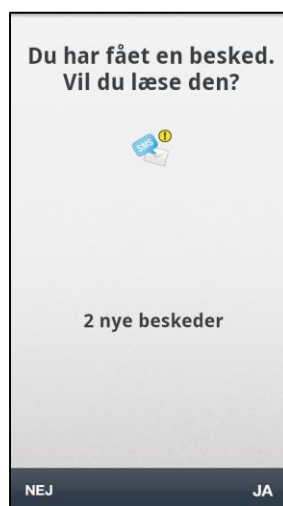 Du har fået en besked.
Vil du læse den?
SMS
!
2 nye beskeder
NEJ
JA